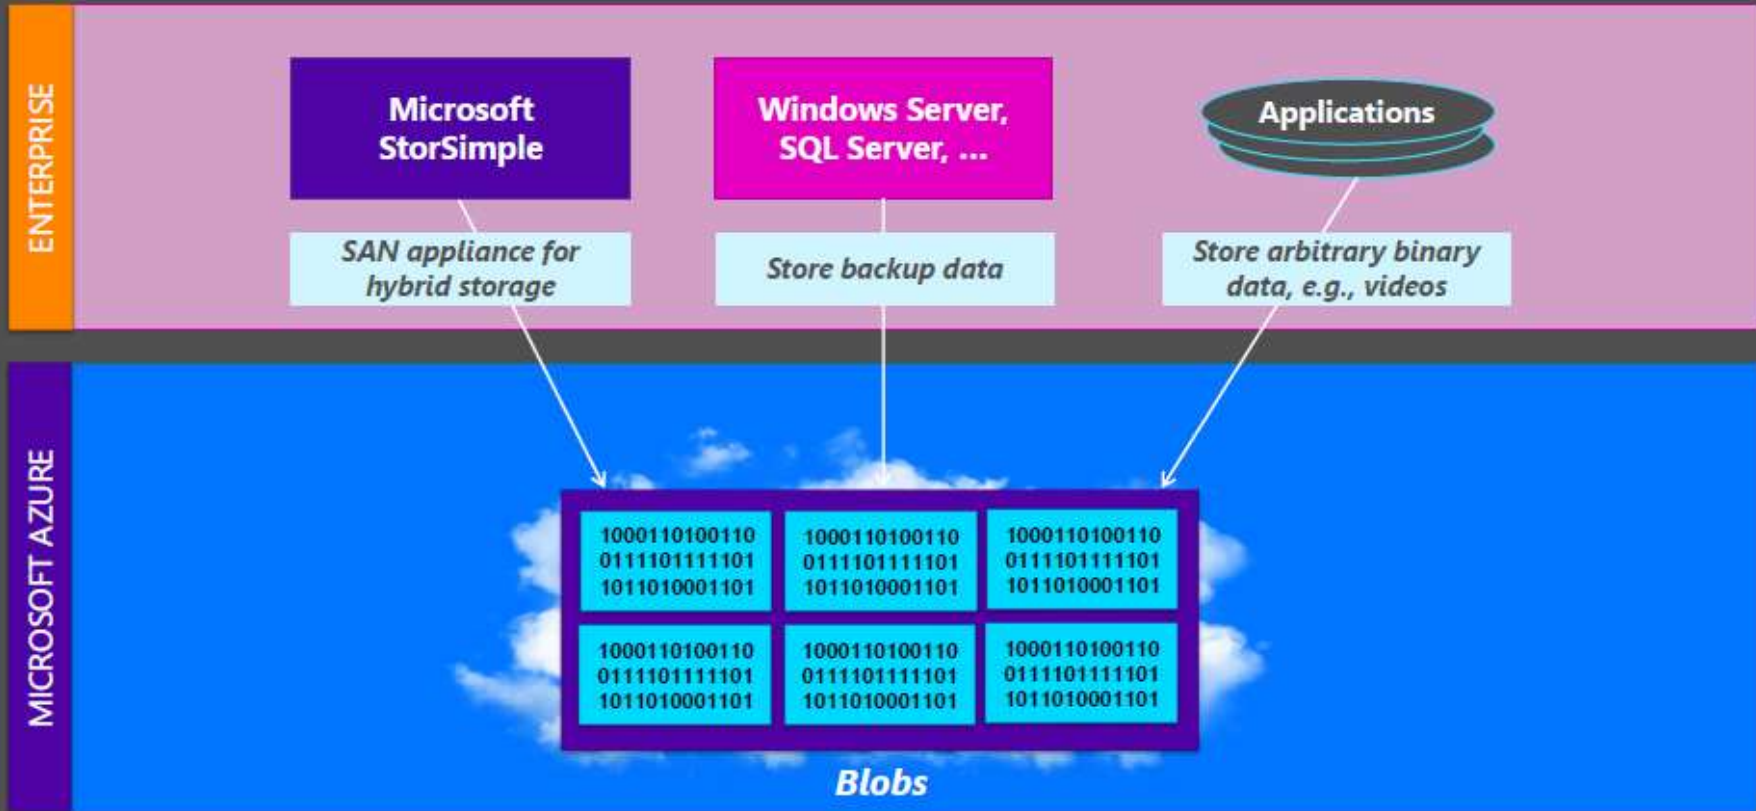 ENTERPRISE
Microsoft
StorSimple
Windows Server,
SQL Server, ...
Applications
SAN appliance for
hybrid storage
Store backup data
Store arbitrary binary
data, e.g., videos
MICROSOFT AZURE
1000110100110
0111101111101
1011010001101
1000110100110
0111101111101
1011010001101
1000110100110
0111101111101
1011010001101
1000110100110
0111101111101
1011010001101
1000110100110
0111101111101
1011010001101
1000110100110
0111101111101
1011010001101
Blobs